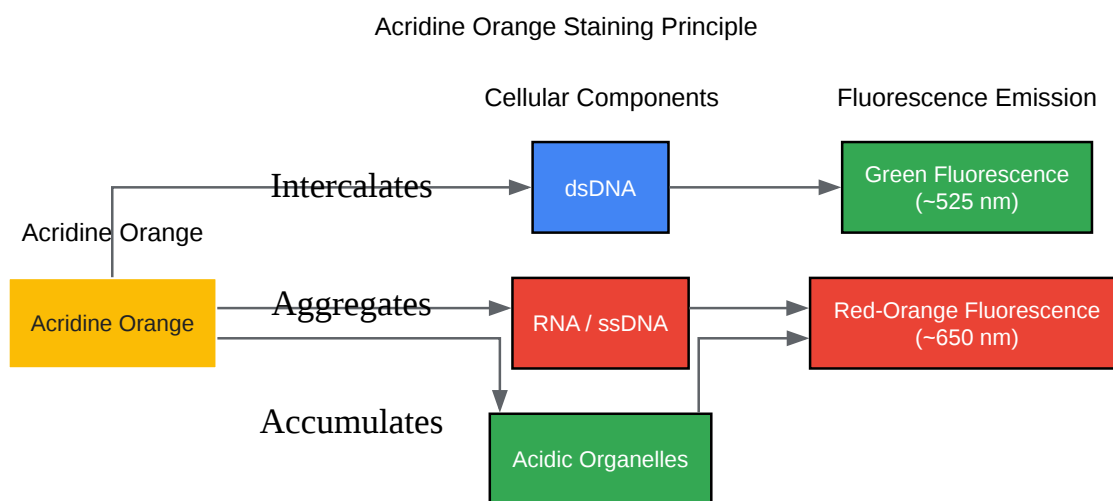 Acridine Orange Staining Principle
Cellular Components
Fluorescence Emission
Intercalates
dsDNA
Green Fluorescence
(~525 nm)
Acridine Orange
Acridine Orange
Aggregates
RNA / ssDNA
Red-Orange Fluorescence
(~650 nm)
Accumulates
Acidic Organelles